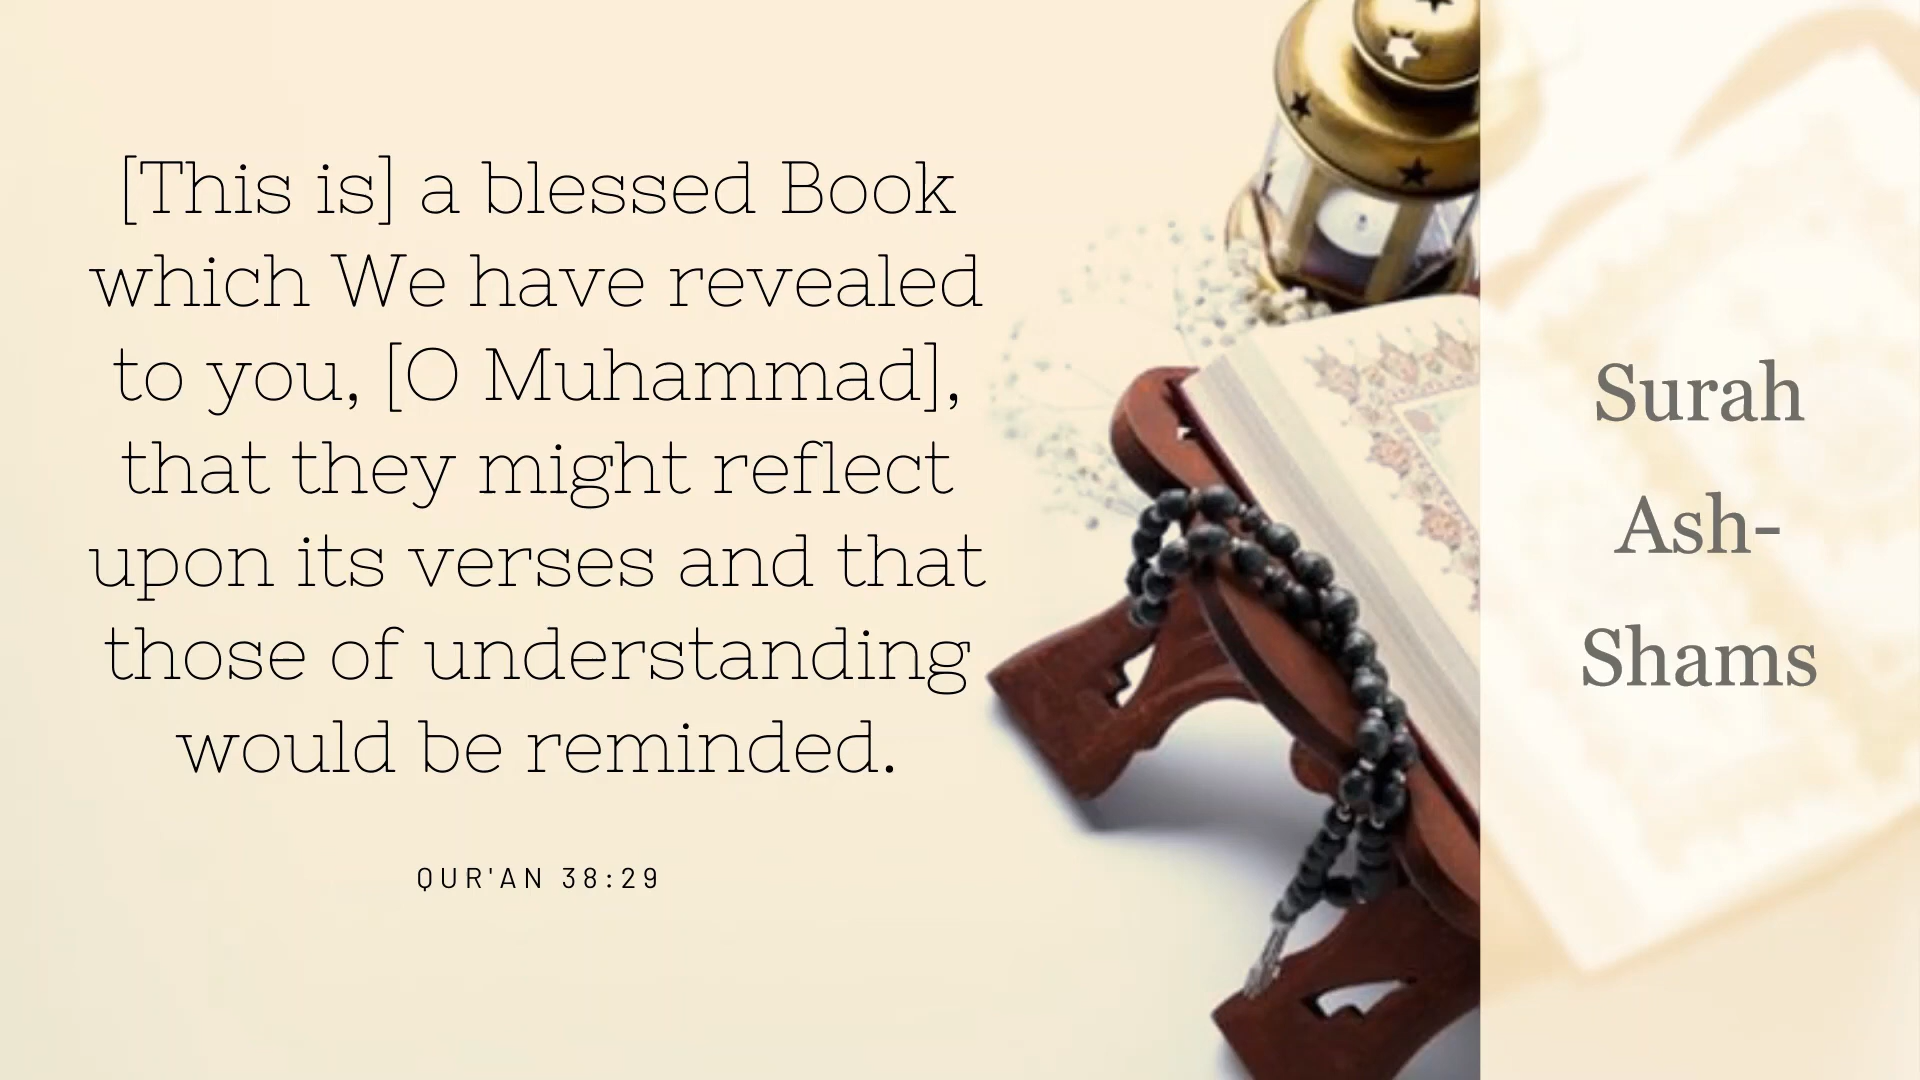 [This is] a blessed Book
which We have revealed
to you, [O Muhammad],
that they might reflect
upon its verses and that
those of understanding
would be reminded.
QUR'AN 38:29
Surah
Ash-
Shams